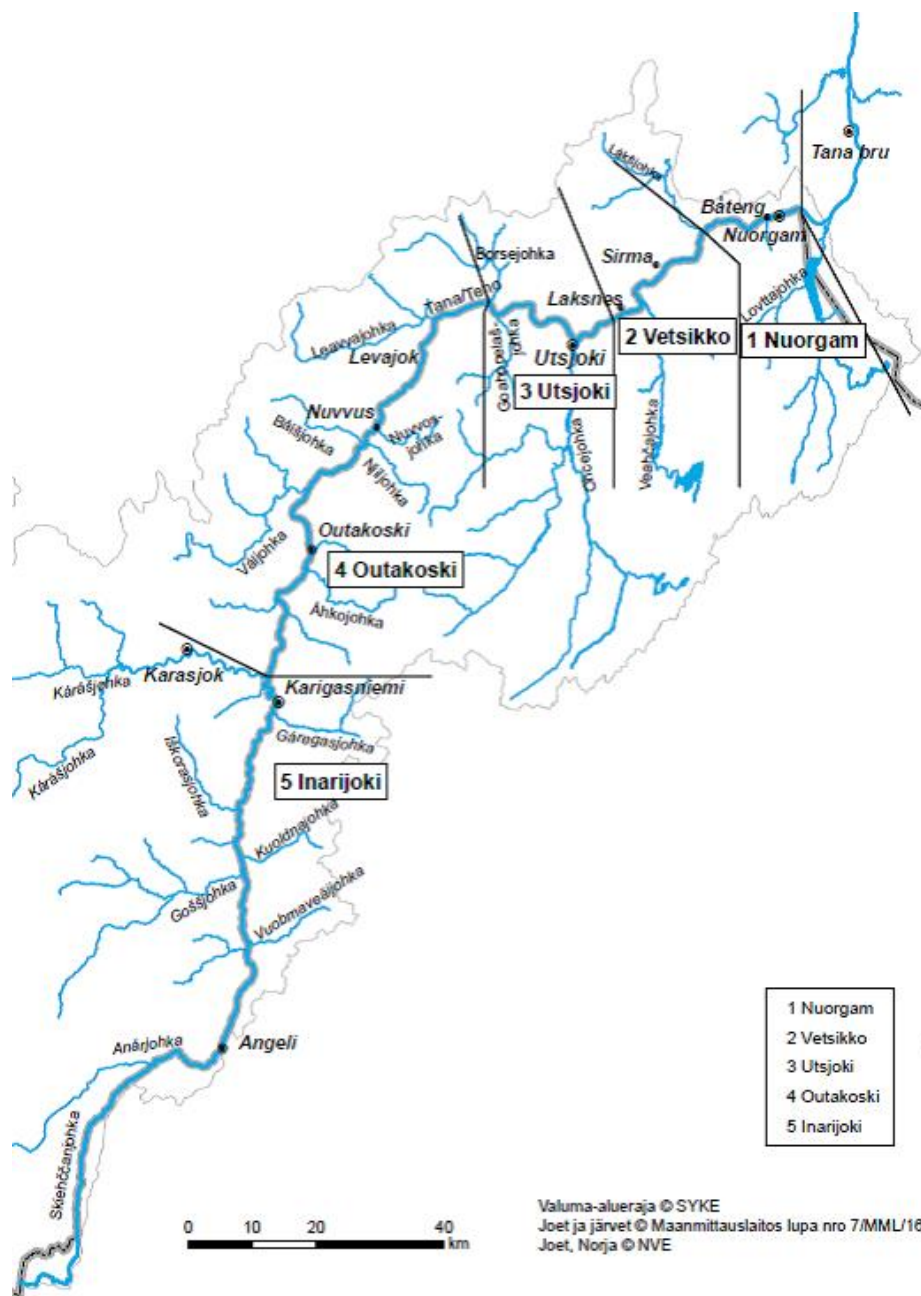 Tana bru
Lákšjohka
Båteng
Nuorgam
Borsejohka
Sirma
Lovttajohka
Tana/Teno
Laksnes
Leavvajohka
2 Vetsikko
1 Nuorgam
Levajok
Utsjoki
3 Utsjoki
Nuvvus
Nuvvos-
johka
Báišjohka
Njiljohka
Veahčajohka
Váljohka
Outakoski
4 Outakoski
Áhkojohka
Karasjok
Kárášjohka
Karigasniemi
Gáregasjohka
Kárášjohka
Iškorasjohka
5 Inarijoki
Kuoldnajohka
Goššjohka
Vuobmaveäijohka
Anárjohka
Angeli
Skiehččanjohka
1 Nuorgam
2 Vetsikko
3 Utsjoki
4 Outakoski
5 Inarijoki
0 10 20 40
km
Valuma-alueraja © SYKE
Joet ja järvet © Maanmittauslaitos lupa nro 7/MML/16
Joet, Norja © NVE